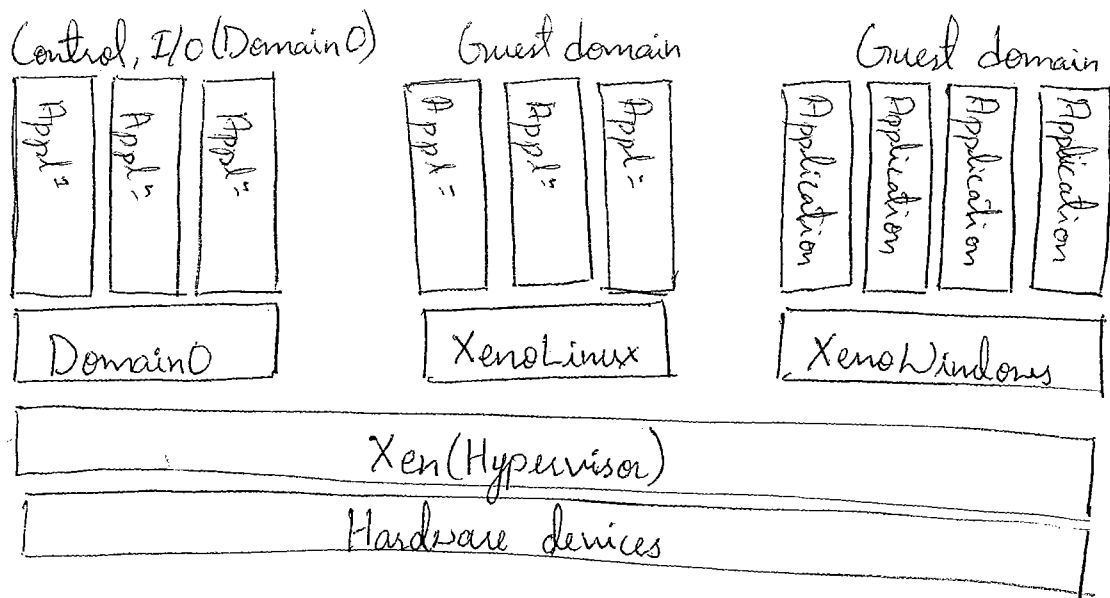 Control, I/O (Domain0)
Guest domain
Guest domain
Appl=
Appl=
Appl=
Appl=
Appl=
Appl=
Application
Application
Application
Application
Domain0
XenoLinux
XenoWindows
Xen(Hypervisor)
Hardware devices